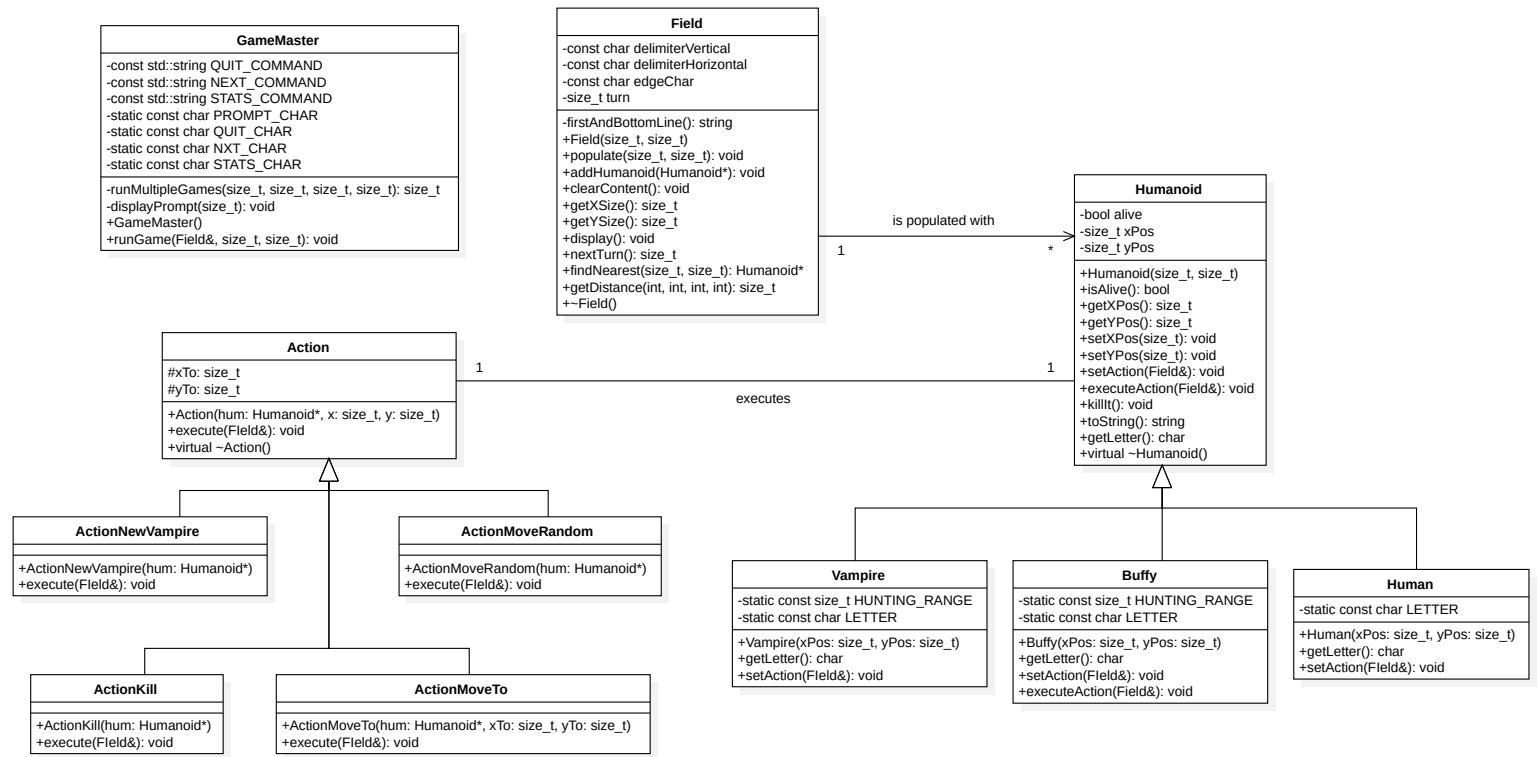 GameMaster
-const std::string QUIT_COMMAND
-const std::string NEXT_COMMAND
-const std::string STATS_COMMAND
-static const char PROMPT_CHAR
-static const char QUIT_CHAR
-static const char NXT_CHAR
-static const char STATS_CHAR
-runMultipleGames(size_t, size_t, size_t, size_t): size_t
-displayPrompt(size_t): void
+GameMaster()
+runGame(Field&, size_t, size_t): void
Field
-const char delimiterVertical
-const char delimiterHorizontal
-const char edgeChar
-size_t turn
-firstAndBottomLine(): string
+Field(size_t, size_t)
+populate(size_t, size_t): void
+addHumanoid(Humanoid*): void
+clearContent(): void
+getXSize(): size_t
+getYSize(): size_t
+display(): void
+nextTurn(): size_t
+findNearest(size_t, size_t): Humanoid*
+getDistance(int, int, int, int): size_t
+~Field()
is populated with
1
*
Humanoid
-bool alive
-size_t xPos
-size_t yPos
+Humanoid(size_t, size_t)
+isAlive(): bool
+getXPos(): size_t
+getYPos(): size_t
+setXPos(size_t): void
+setYPos(size_t): void
+setAction(Field&): void
+executeAction(Field&): void
+killIt(): void
+toString(): string
+getLetter(): char
+virtual ~Humanoid()
Action
#xTo: size_t
#yTo: size_t
+Action(hum: Humanoid*, x: size_t, y: size_t)
+execute(FIeld&): void
+virtual ~Action()
1
1
executes
ActionNewVampire
+ActionNewVampire(hum: Humanoid*)
+execute(FIeld&): void
ActionMoveRandom
+ActionMoveRandom(hum: Humanoid*)
+execute(FIeld&): void
ActionKill
+ActionKill(hum: Humanoid*)
+execute(FIeld&): void
ActionMoveTo
+ActionMoveTo(hum: Humanoid*, xTo: size_t, yTo: size_t)
+execute(FIeld&): void
Vampire
-static const size_t HUNTING_RANGE
-static const char LETTER
+Vampire(xPos: size_t, yPos: size_t)
+getLetter(): char
+setAction(FIeld&): void
Buffy
-static const size_t HUNTING_RANGE
-static const char LETTER
+Buffy(xPos: size_t, yPos: size_t)
+getLetter(): char
+setAction(FIeld&): void
+executeAction(Field&): void
Human
-static const char LETTER
+Human(xPos: size_t, yPos: size_t)
+getLetter(): char
+setAction(FIeld&): void